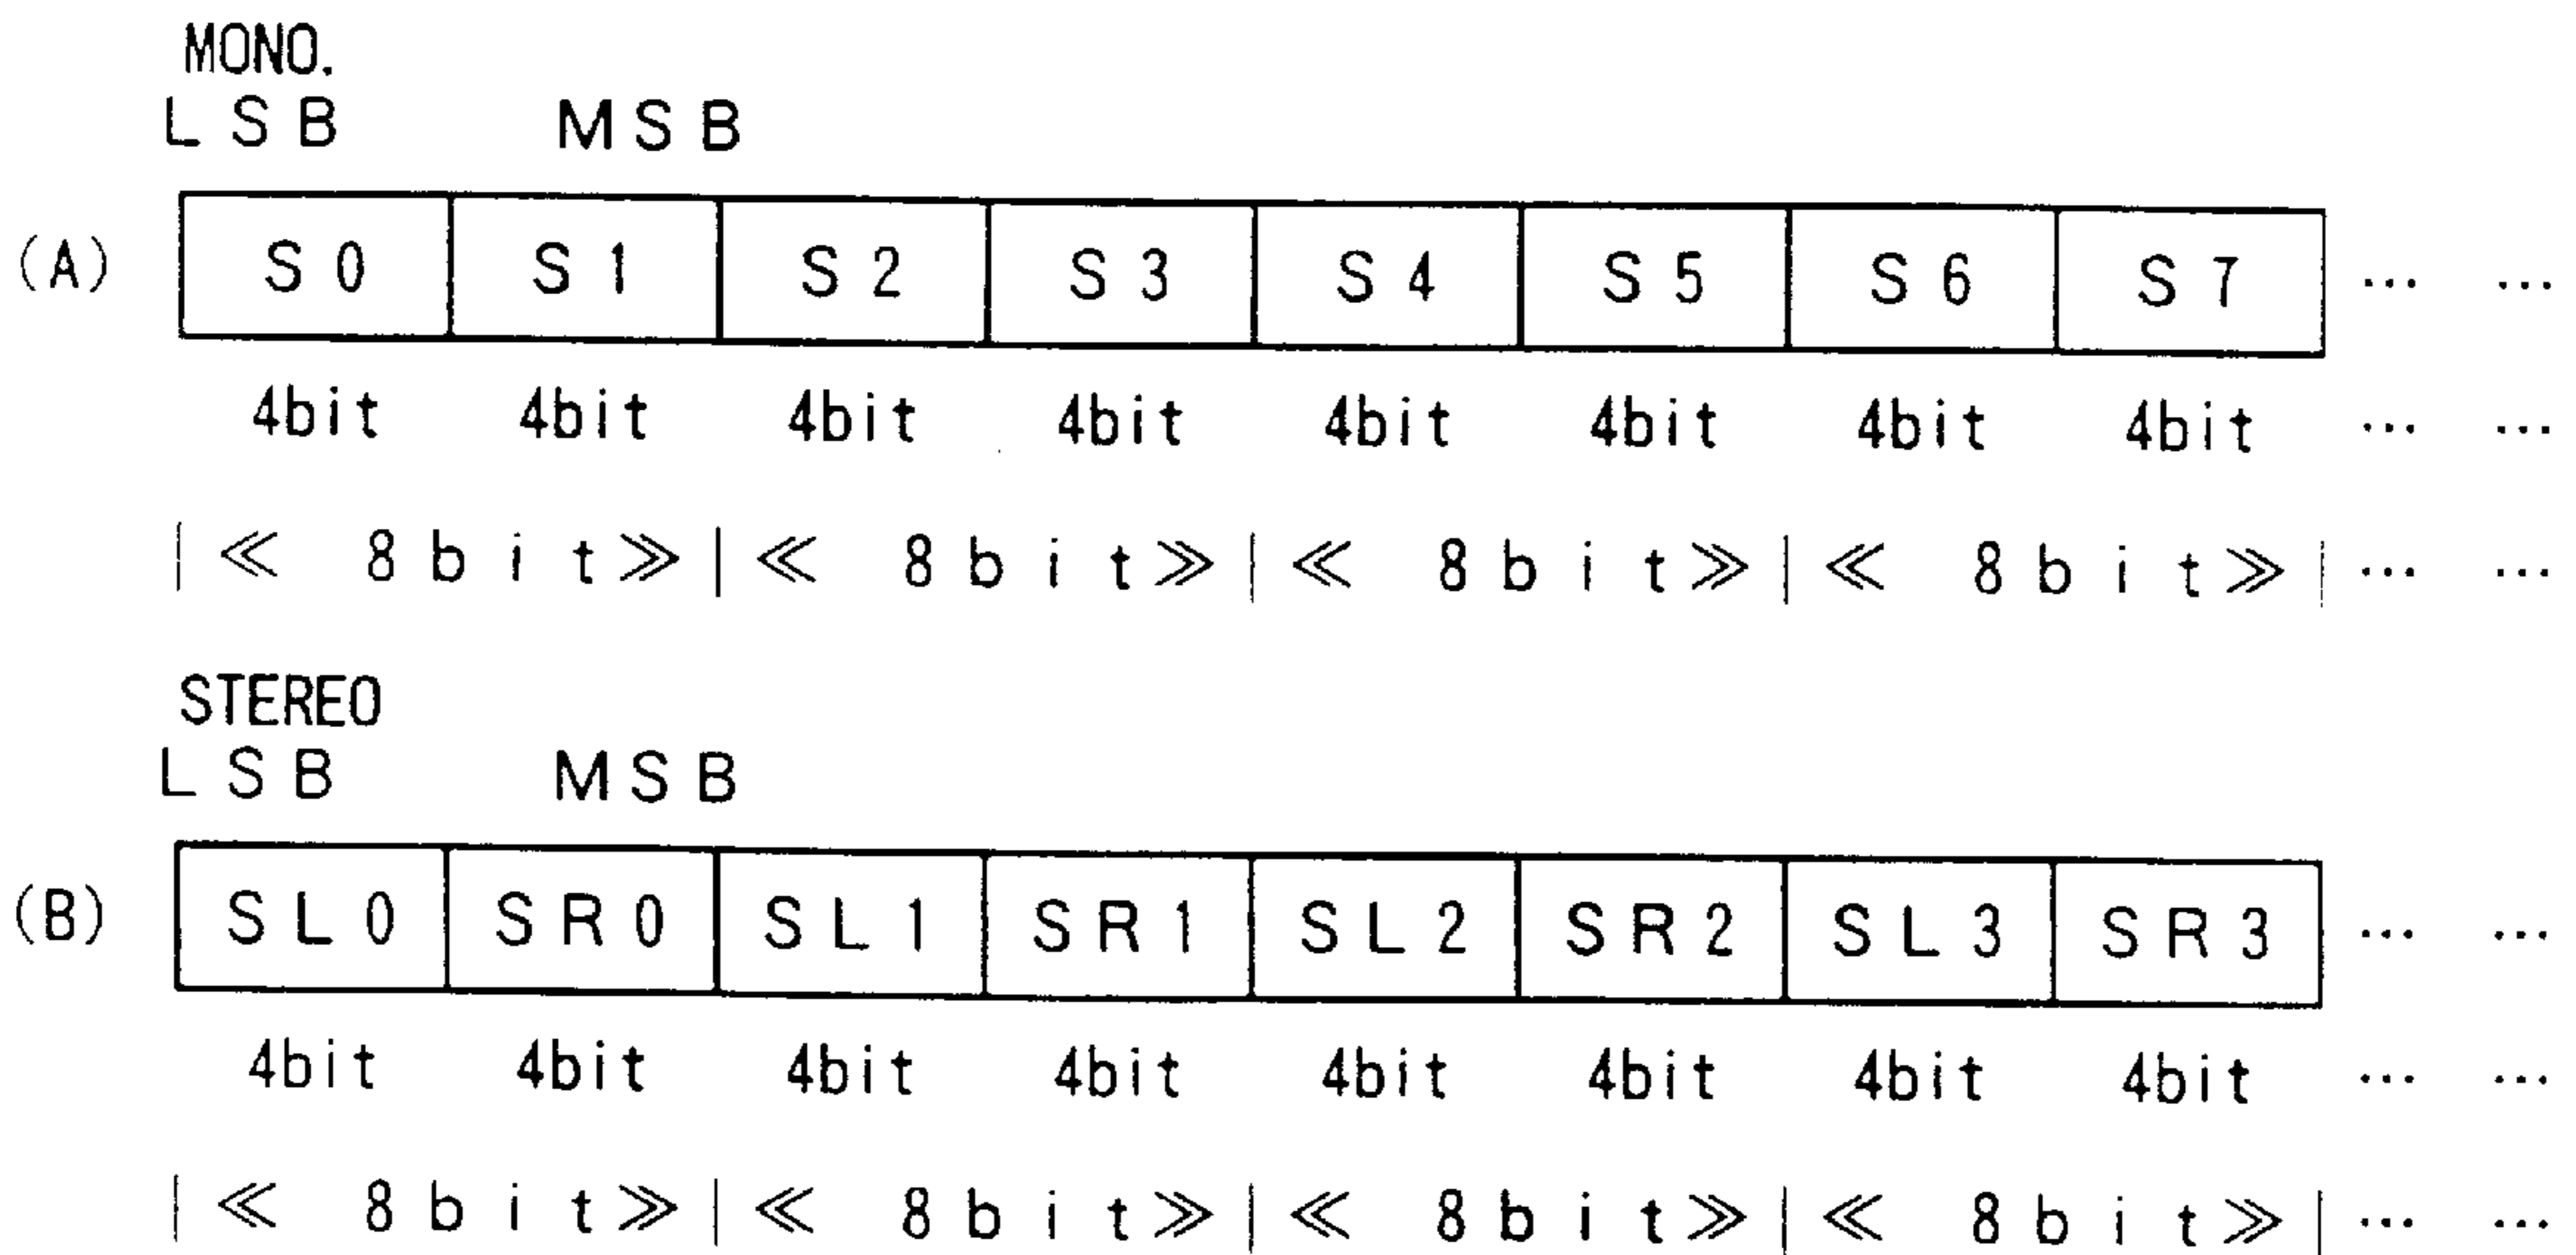 MONO.
LSB MSB
(A) S0 S1 S2 S3 S4 S5 S6 S7 … …
4bit 4bit 4bit 4bit 4bit 4bit 4bit 4bit … …
|≪ 8bit≫|≪ 8bit≫|≪ 8bit≫|≪ 8bit≫| … …
STEREO
LSB MSB
(B) SL0 SR0 SL1 SR1 SL2 SR2 SL3 SR3 … …
4bit 4bit 4bit 4bit 4bit 4bit 4bit 4bit … …
|≪ 8bit≫|≪ 8bit≫|≪ 8bit≫|≪ 8bit≫| … …